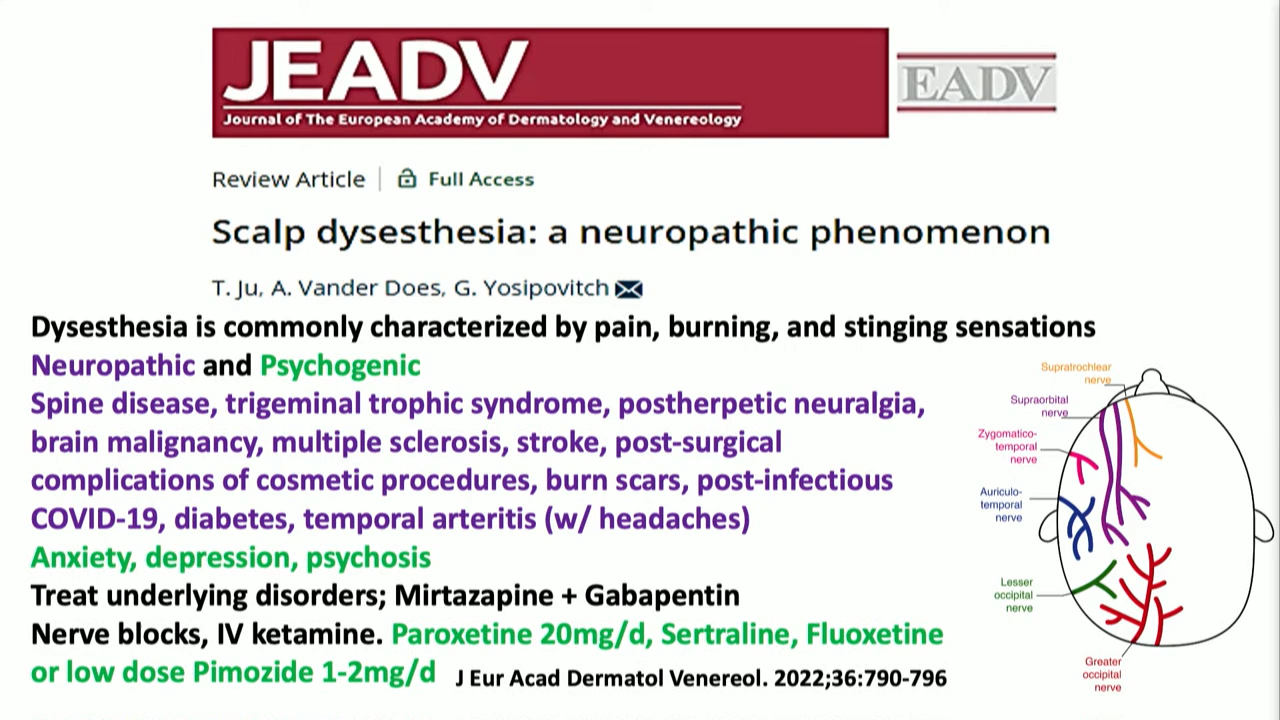 JEADV
Journal of The European Academy of Dermatology and Venereology
EADV
Review Article | Full Access
Scalp dysesthesia: a neuropathic phenomenon
T. Ju, A. Vander Does, G. Yosipovitch
Dysesthesia is commonly characterized by pain, burning, and stinging sensations
Neuropathic and Psychogenic
Spine disease, trigeminal trophic syndrome, postherpetic neuralgia,
brain malignancy, multiple sclerosis, stroke, post-surgical
complications of cosmetic procedures, burn scars, post-infectious
COVID-19, diabetes, temporal arteritis (w/ headaches)
Anxiety, depression, psychosis
Treat underlying disorders; Mirtazapine + Gabapentin
Nerve blocks, IV ketamine. Paroxetine 20mg/d, Sertraline, Fluoxetine
or low dose Pimozide 1-2mg/d
J Eur Acad Dermatol Venereol. 2022;36:790-796
Supratrochlear
nerve
Supraorbital
nerve
Zygomatico-
temporal
nerve
Auriculo-
temporal
nerve
Lesser
occipital
nerve
Greater
occipital
nerve